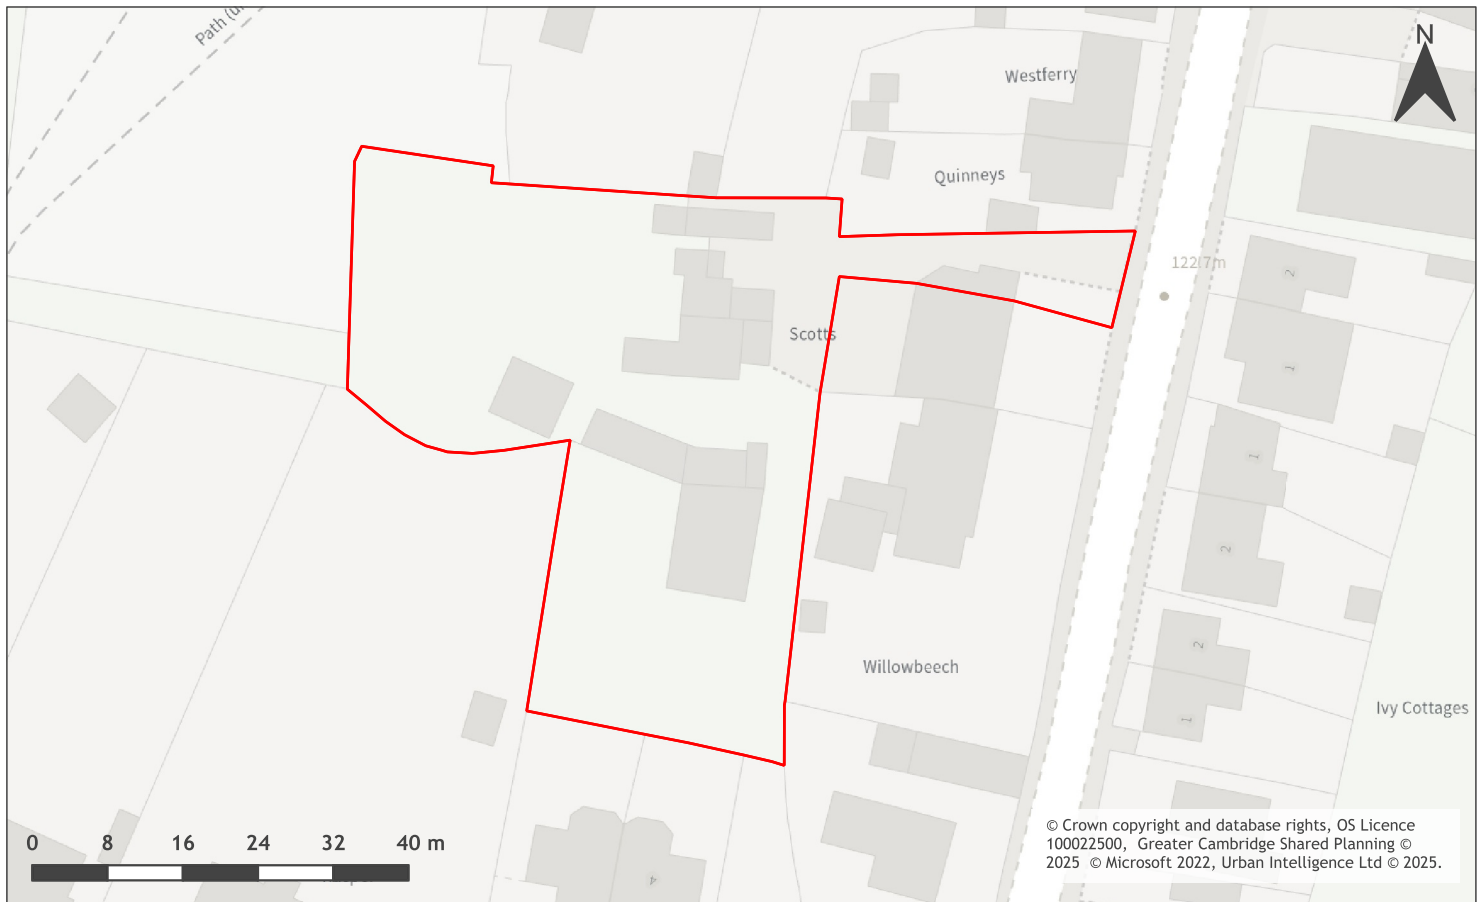 Path (u
N
Westferry
Quinneys
122.7m
2
Scotts
1
1
2
Willowbeech
2
Ivy Cottages
1
0 8 16 24 32 40 m
4
© Crown copyright and database rights, OS Licence
100022500, Greater Cambridge Shared Planning ©
2025 © Microsoft 2022, Urban Intelligence Ltd © 2025.